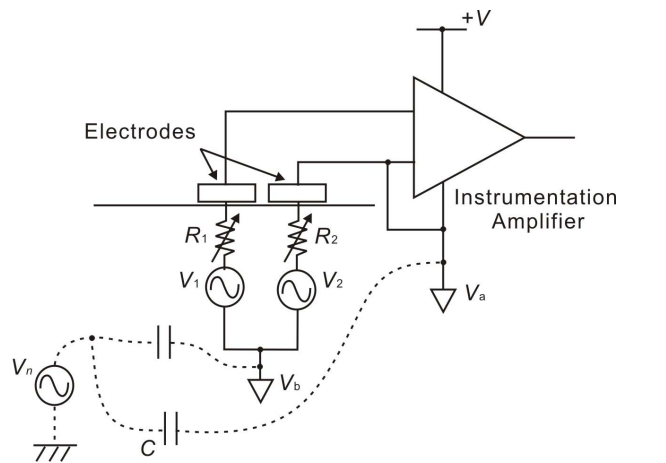 +V
Electrodes
Instrumentation
Amplifier
R1
R2
V1
V2
Va
Vn
Vb
C